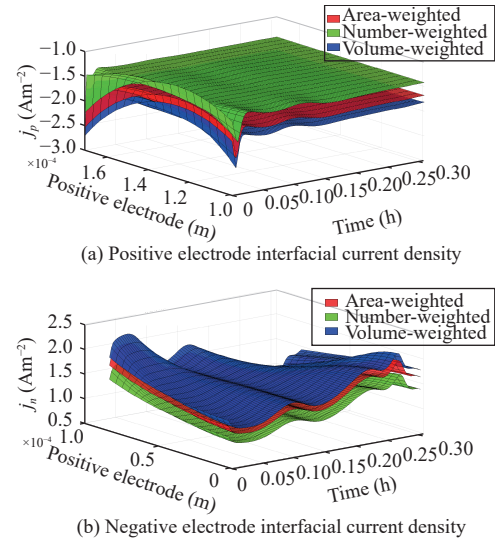 Area-weighted
Number-weighted
Volume-weighted
−1.0
−1.5
−2.0
−2.5
−3.0
j_p (Am⁻²)
×10⁻⁴
1.6
1.4
1.2
1.0
Positive electrode (m)
0
0.05
0.10
0.15
0.20
0.25
0.30
Time (h)
(a) Positive electrode interfacial current density
Area-weighted
Number-weighted
Volume-weighted
2.5
2.0
1.5
1.0
0.5
j_n (Am⁻²)
×10⁻⁴
1.0
0.5
0
Positive electrode (m)
0
0.05
0.10
0.15
0.20
0.25
0.30
Time (h)
(b) Negative electrode interfacial current density